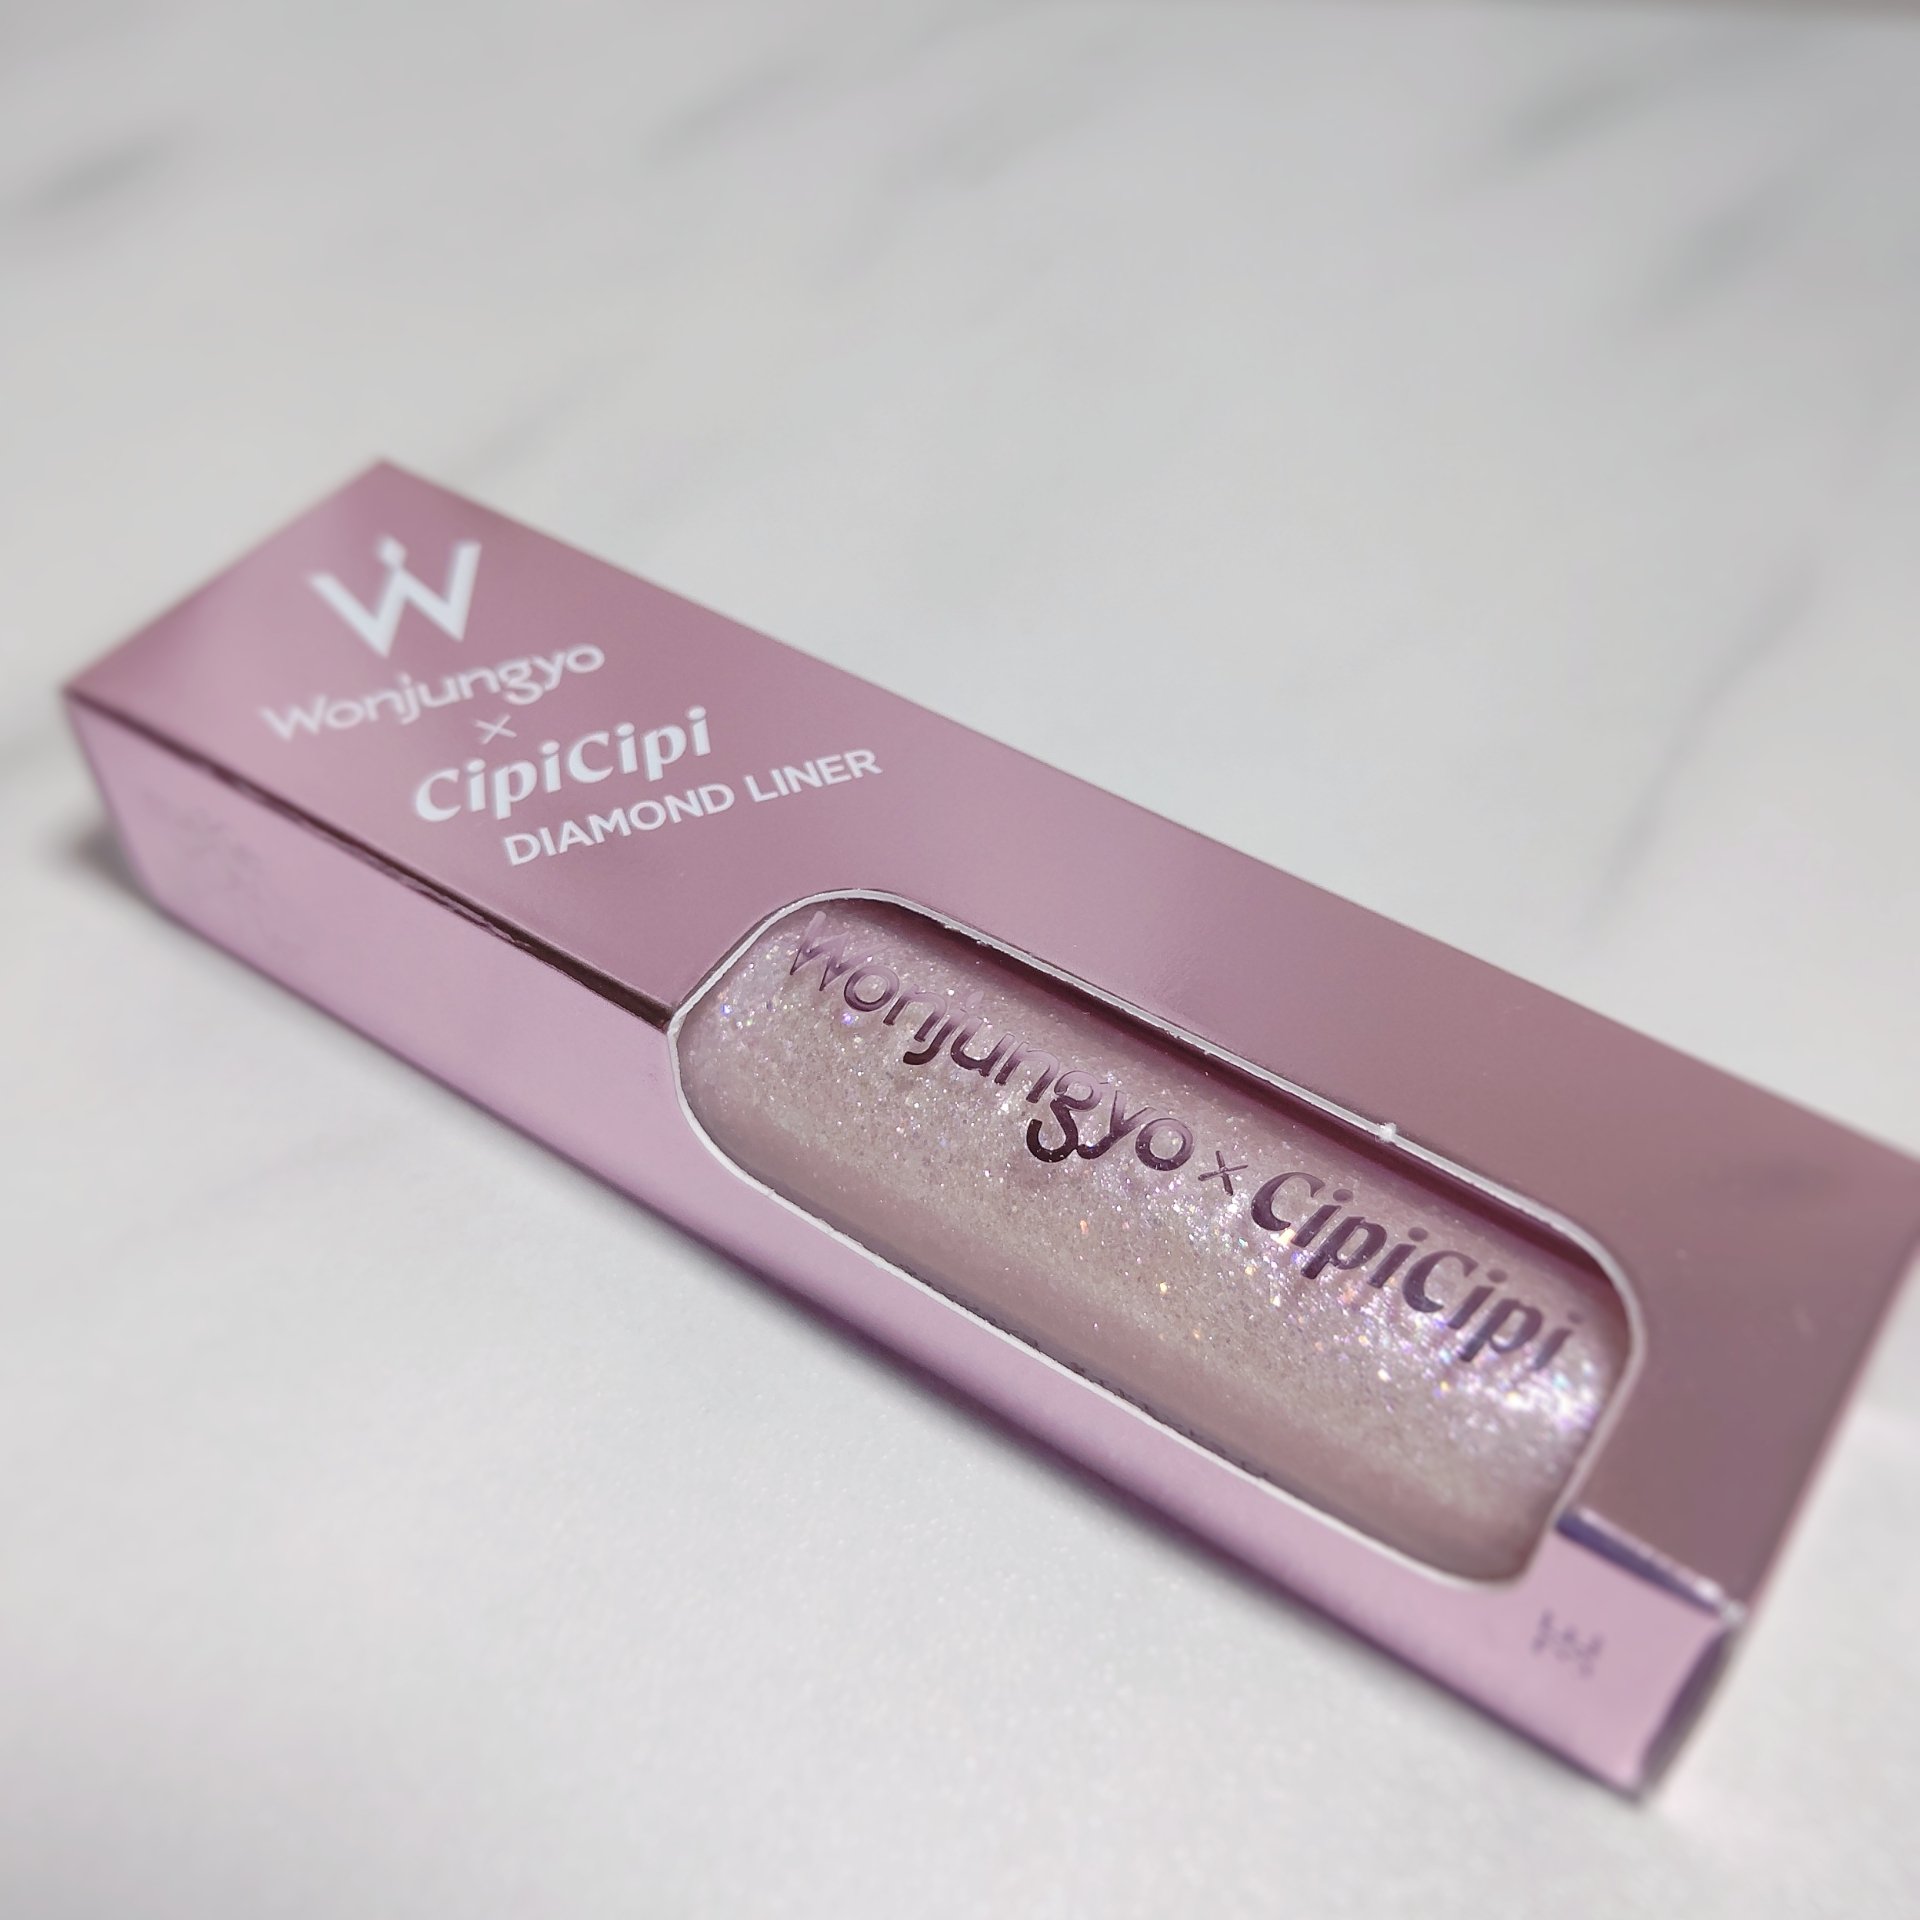 W
Wonjungyo
×
CipiCipi
DIAMOND LINER
Wonjungyo × CipiCipi